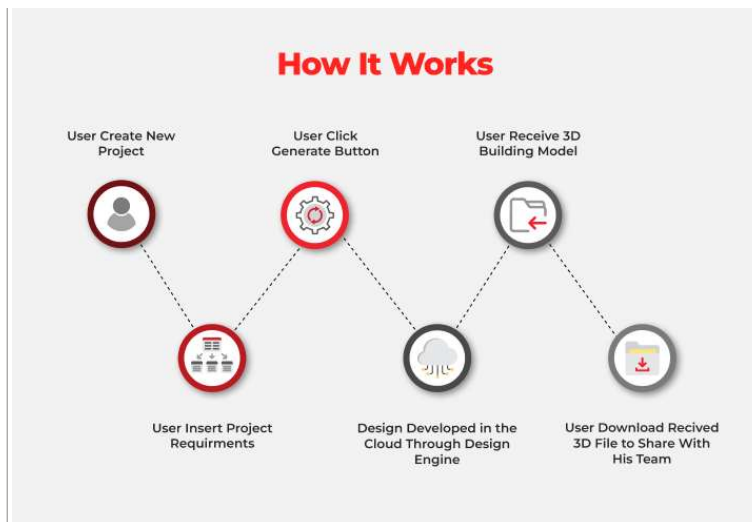 How It Works
User Create New
Project
User Click
Generate Button
User Receive 3D
Building Model
User Insert Project
Requirments
Design Developed in the
Cloud Through Design
Engine
User Download Recived
3D File to Share With
His Team